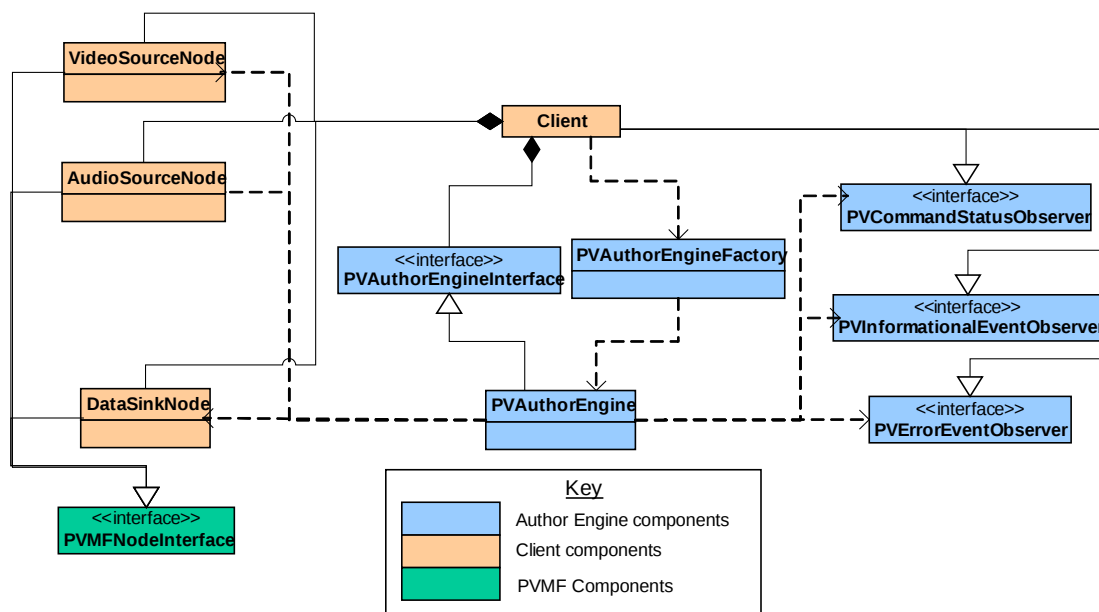 VideoSourceNode
Client
AudioSourceNode
<<interface>>
PVCommandStatusObserver
<<interface>>
PVAuthorEngineInterface
PVAuthorEngineFactory
<<interface>>
PVInformationalEventObserver
DataSinkNode
PVAuthorEngine
<<interface>>
PVErrorEventObserver
<<interface>>
PVMFNodeInterface
Key
Author Engine components
Client components
PVMF Components